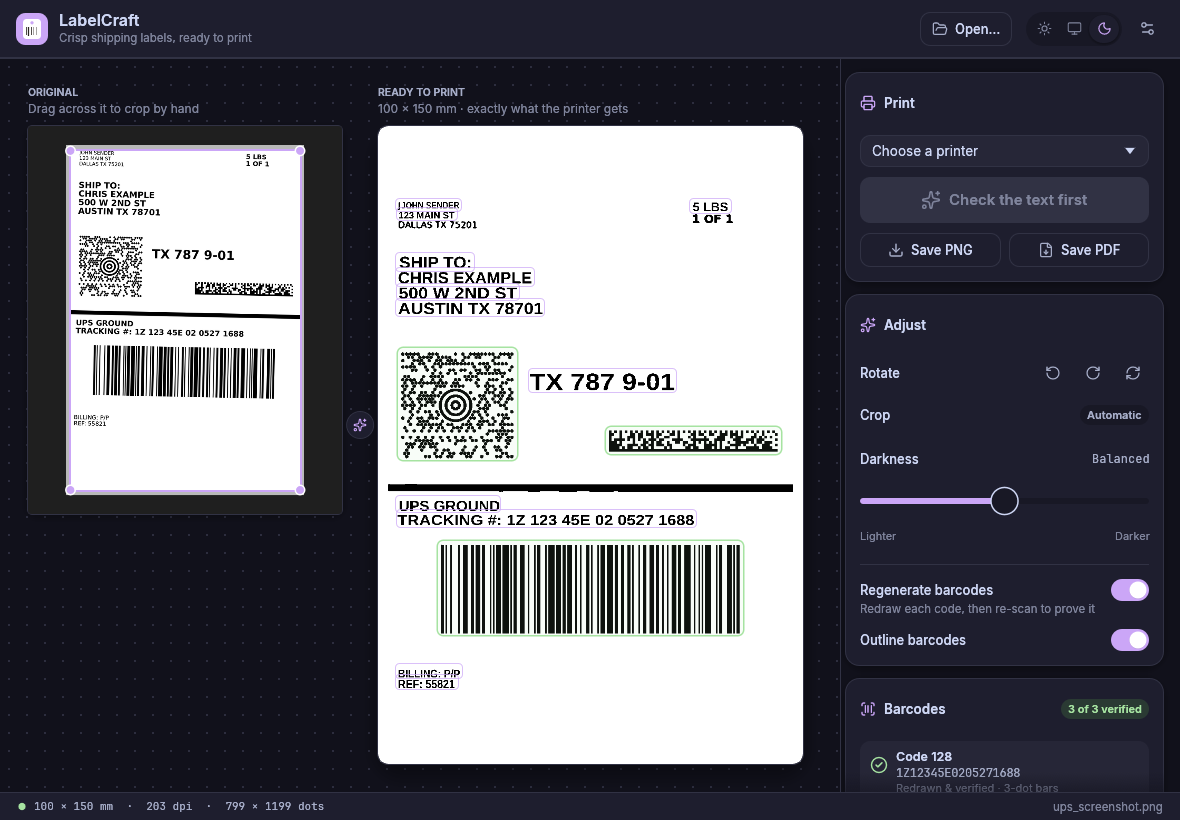 LabelCraft
Crisp shipping labels, ready to print
Open...
ORIGINAL
Drag across it to crop by hand
JOHN SENDER
123 MAIN ST
DALLAS TX 75201
5 LBS
1 OF 1
SHIP TO:
CHRIS EXAMPLE
500 W 2ND ST
AUSTIN TX 78701
TX 787 9-01
UPS GROUND
TRACKING #: 1Z 123 45E 02 0527 1688
BILLING: P/P
REF: 55821
READY TO PRINT
100 × 150 mm · exactly what the printer gets
JJOHN SENDER
123 MAIN ST
DALLAS TX 75201
5 LBS
1 OF 1
SHIP TO:
CHRIS EXAMPLE
500 W 2ND ST
AUSTIN TX 78701
TX 787 9-01
UPS GROUND
TRACKING #: 1Z 123 45E 02 0527 1688
BILLING: P/P
REF: 55821
Print
Choose a printer
Check the text first
Save PNG
Save PDF
Adjust
Rotate
Crop
Automatic
Darkness
Balanced
Lighter
Darker
Regenerate barcodes
Redraw each code, then re-scan to prove it
Outline barcodes
Barcodes
3 of 3 verified
Code 128
1Z12345E0205271688
Redrawn & verified · 3-dot bars
100 × 150 mm · 203 dpi · 799 × 1199 dots
ups_screenshot.png